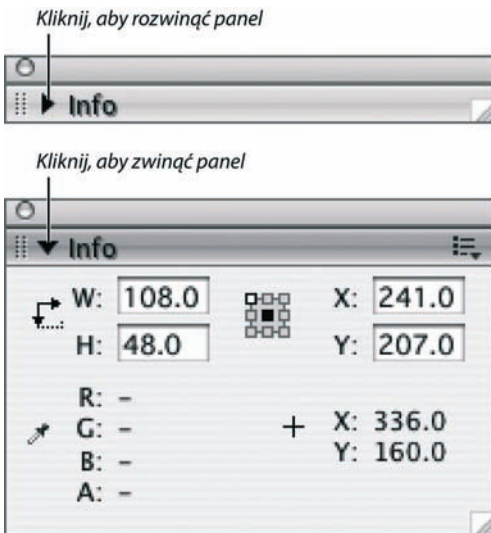 Kliknij, aby rozwinąć panel
Info
Kliknij, aby zwinąć panel
Info
W: 108.0 X: 241.0
H: 48.0 Y: 207.0
R: –
G: – X: 336.0
B: – Y: 160.0
A: –